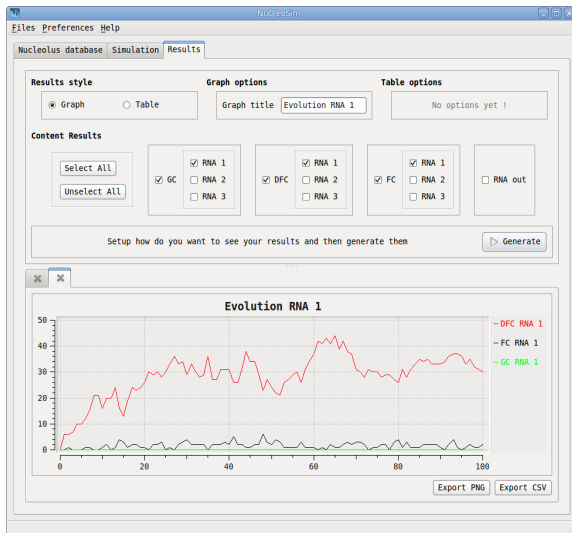 NuQleoSim
Files Preferences Help
Nucleolus database Simulation Results
Results style Graph options Table options
Graph Table Graph title Evolution RNA 1 No options yet !
Content Results
Select All
Unselect All
GC RNA 1 RNA 2 RNA 3
DFC RNA 1 RNA 2 RNA 3
FC RNA 1 RNA 2 RNA 3
RNA out
Setup how do you want to see your results and then generate them Generate
Evolution RNA 1
50
40
30
20
10
0
0 20 40 60 80 100
DFC RNA 1
FC RNA 1
GC RNA 1
Export PNG Export CSV